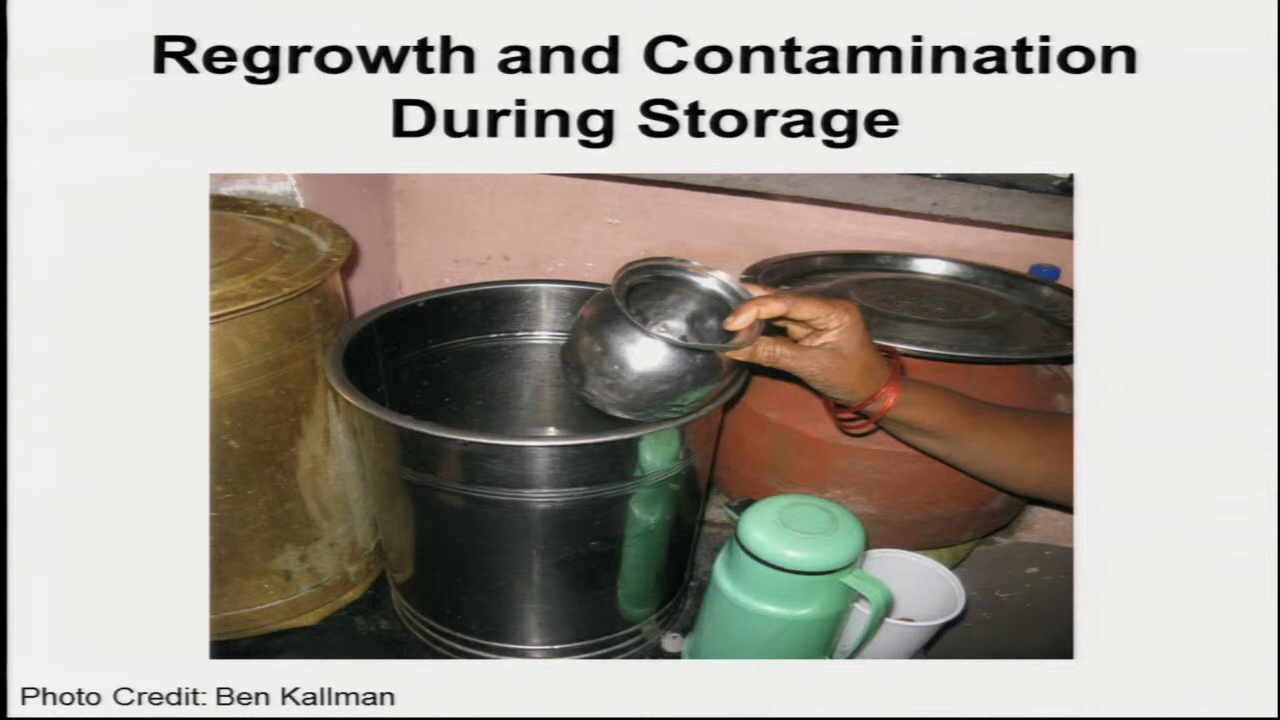 Regrowth and Contamination
During Storage
Photo Credit: Ben Kallman